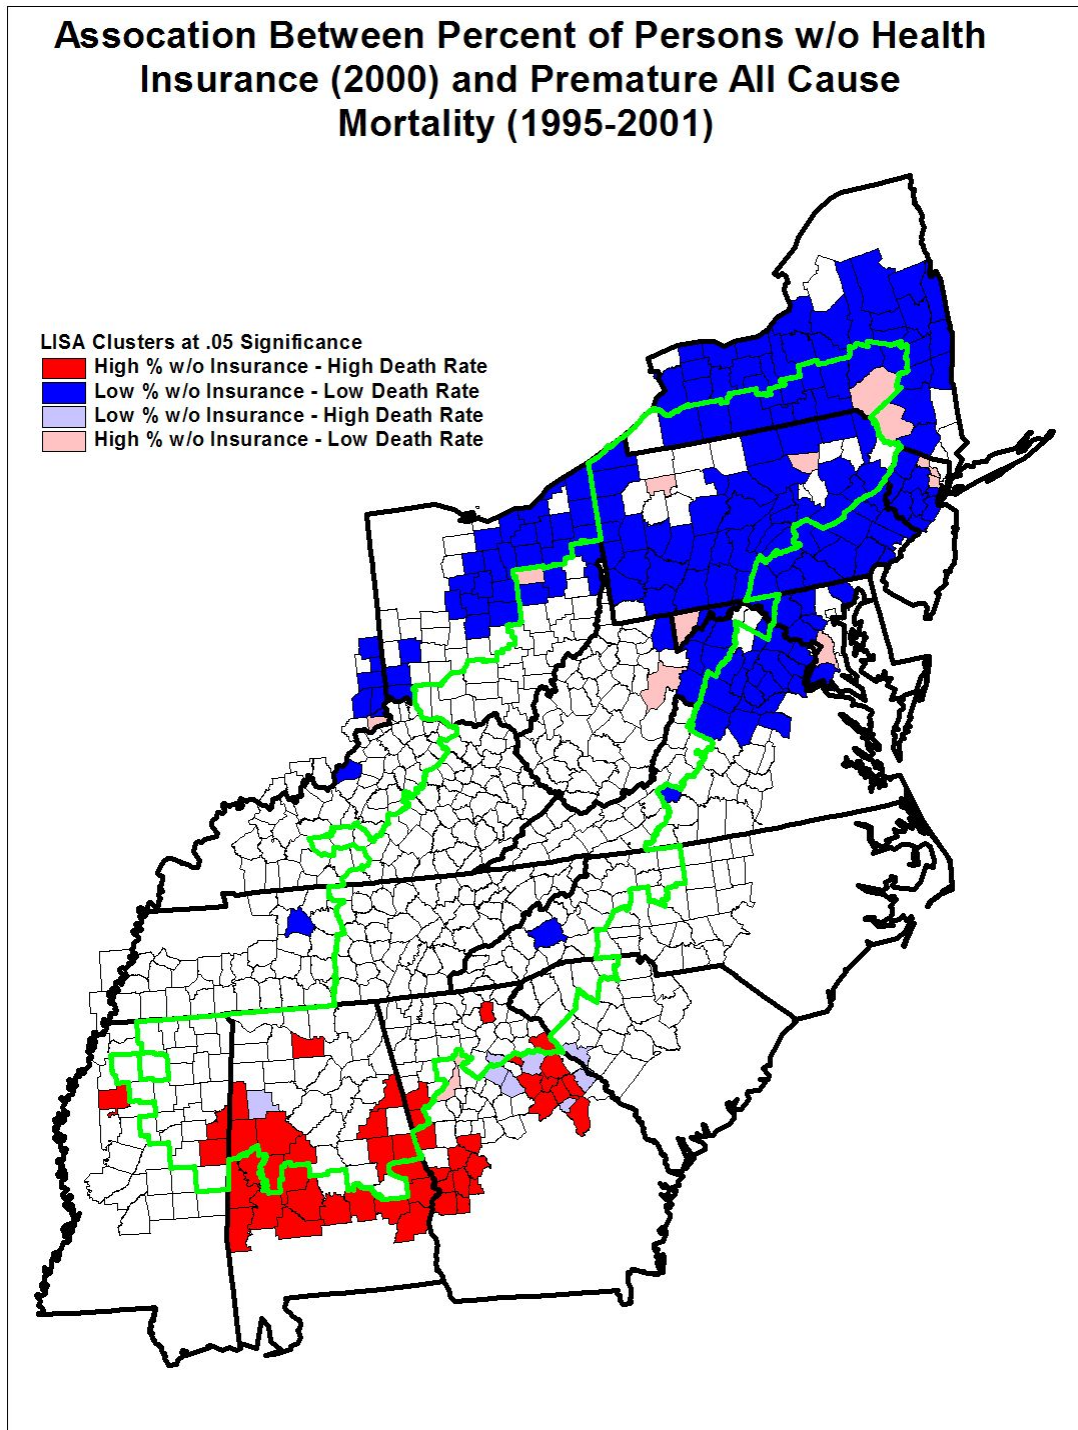 Assocation Between Percent of Persons w/o Health
Insurance (2000) and Premature All Cause
Mortality (1995-2001)
LISA Clusters at .05 Significance
High % w/o Insurance - High Death Rate
Low % w/o Insurance - Low Death Rate
Low % w/o Insurance - High Death Rate
High % w/o Insurance - Low Death Rate